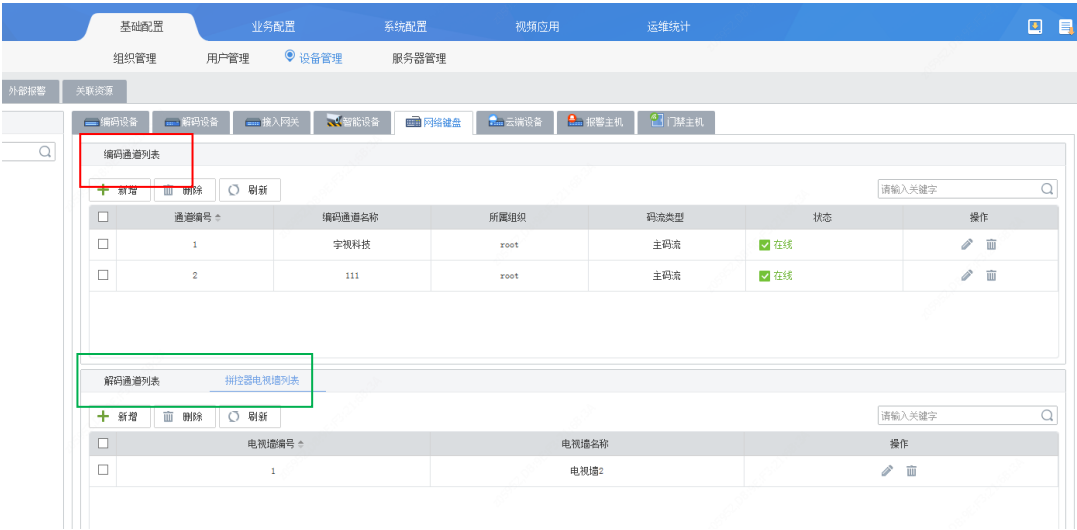 基础配置 业务配置 系统配置 视频应用 运维统计
组织管理 用户管理 设备管理 服务器管理
外部报警 关联资源
编码设备 解码设备 接入网关 智能设备 网络键盘 云端设备 报警主机 门禁主机
编码通道列表
新增 删除 刷新 请输入关键字
通道编号 编码通道名称 所属组织 码流类型 状态 操作
1 宇视科技 root 主码流 在线
2 111 root 主码流 在线
解码通道列表 拼控器电视墙列表
新增 删除 刷新 请输入关键字
电视墙编号 电视墙名称 操作
1 电视墙2